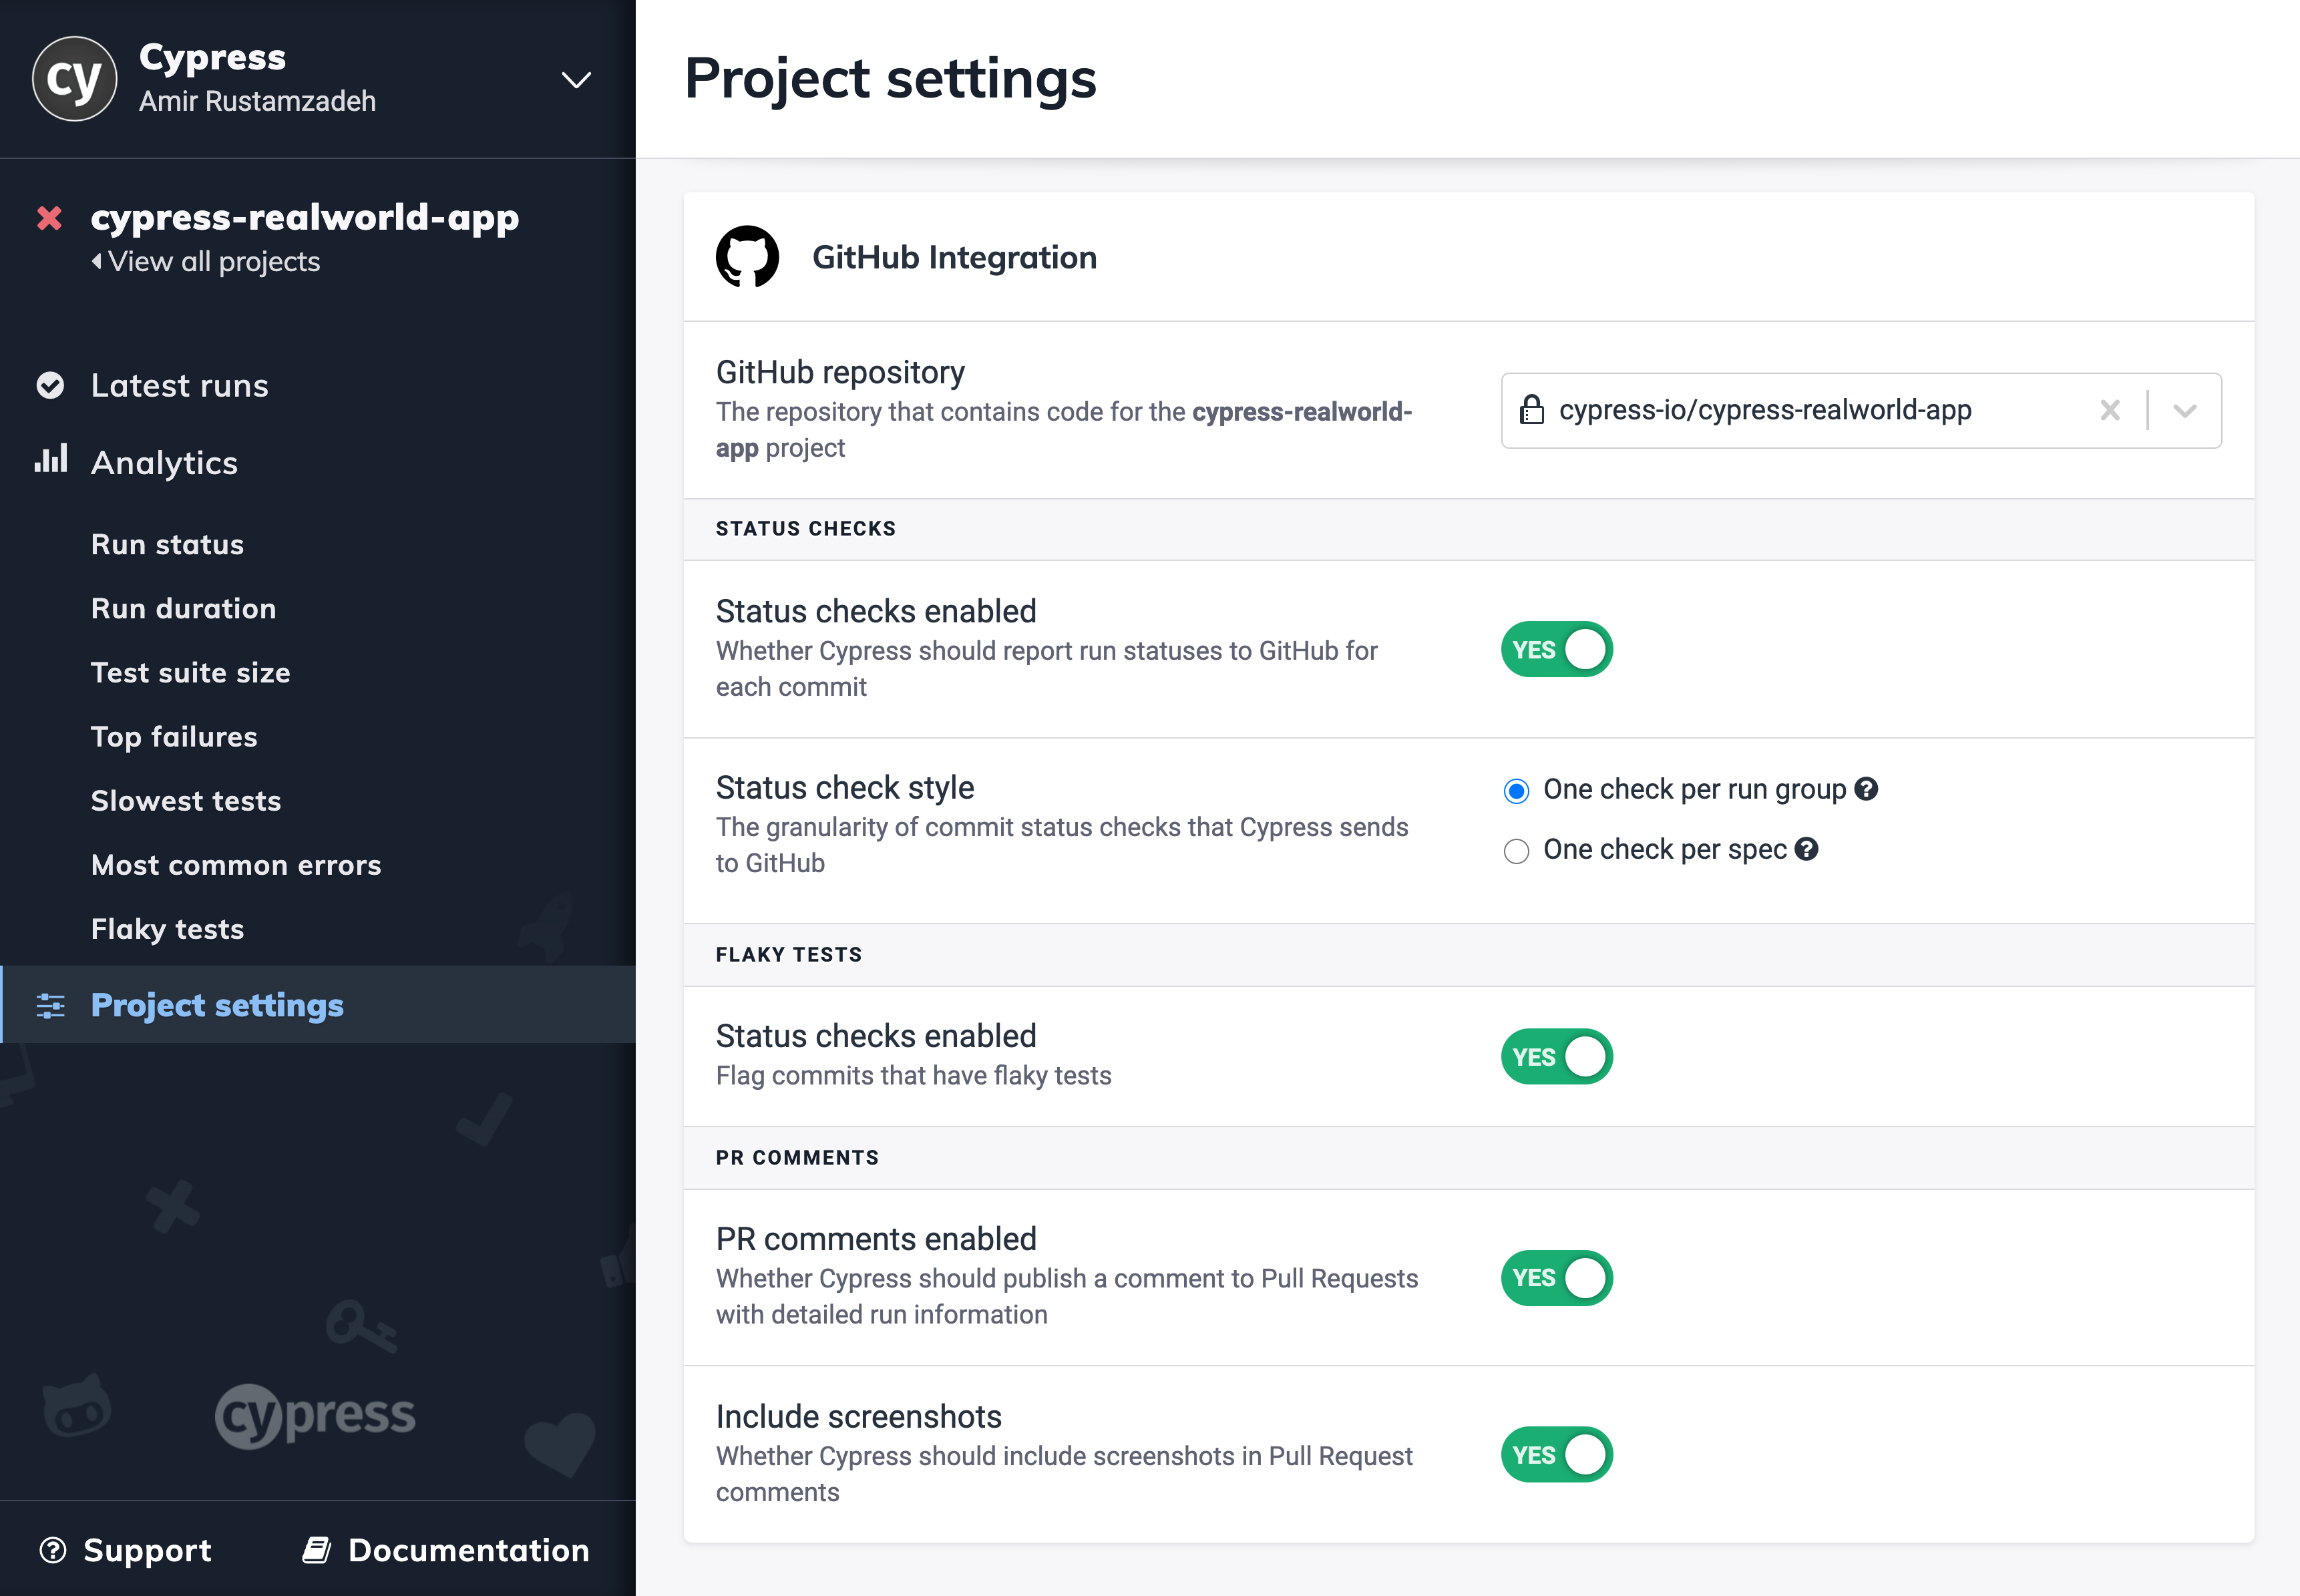 cy
Cypress
Amir Rustamzadeh
cypress-realworld-app
View all projects
Latest runs
Analytics
Run status
Run duration
Test suite size
Top failures
Slowest tests
Most common errors
Flaky tests
Project settings
cypress
Support
Documentation
Project settings
GitHub Integration
GitHub repository
The repository that contains code for the cypress-realworld-
app project
cypress-io/cypress-realworld-app
STATUS CHECKS
Status checks enabled
Whether Cypress should report run statuses to GitHub for
each commit
YES
Status check style
The granularity of commit status checks that Cypress sends
to GitHub
One check per run group
One check per spec
FLAKY TESTS
Status checks enabled
Flag commits that have flaky tests
YES
PR COMMENTS
PR comments enabled
Whether Cypress should publish a comment to Pull Requests
with detailed run information
YES
Include screenshots
Whether Cypress should include screenshots in Pull Request
comments
YES